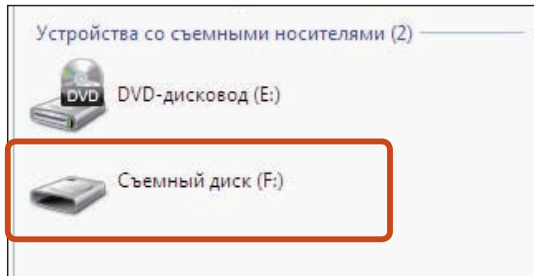 Устройства со съемными носителями (2)
DVD
DVD-дисковод (E:)
Съемный диск (F:)